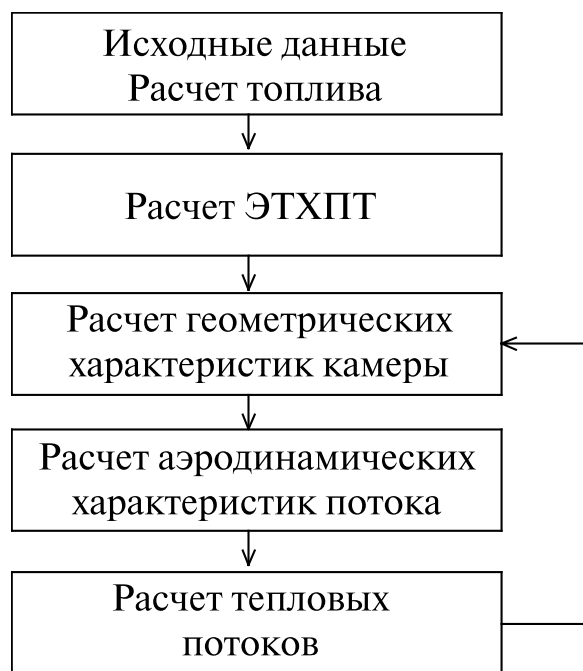 Исходные данные
Расчет топлива
Расчет ЭТХПТ
Расчет геометрических
характеристик камеры
Расчет аэродинамических
характеристик потока
Расчет тепловых
потоков